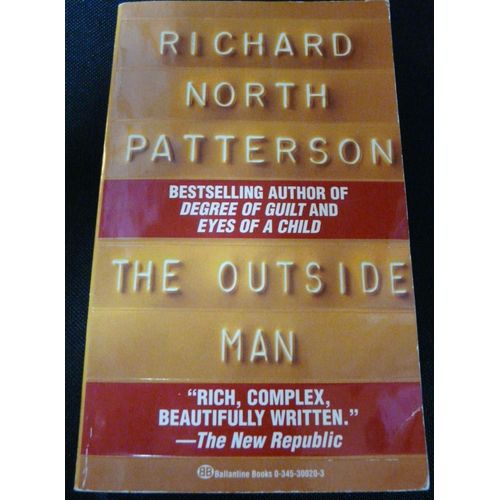 RICHARD
NORTH
PATTERSON
BESTSELLING AUTHOR OF
DEGREE OF GUILT AND
EYES OF A CHILD
THE OUTSIDE
MAN
"RICH, COMPLEX,
BEAUTIFULLY WRITTEN."
—The New Republic
BB Ballantine Books 0-345-30020-3